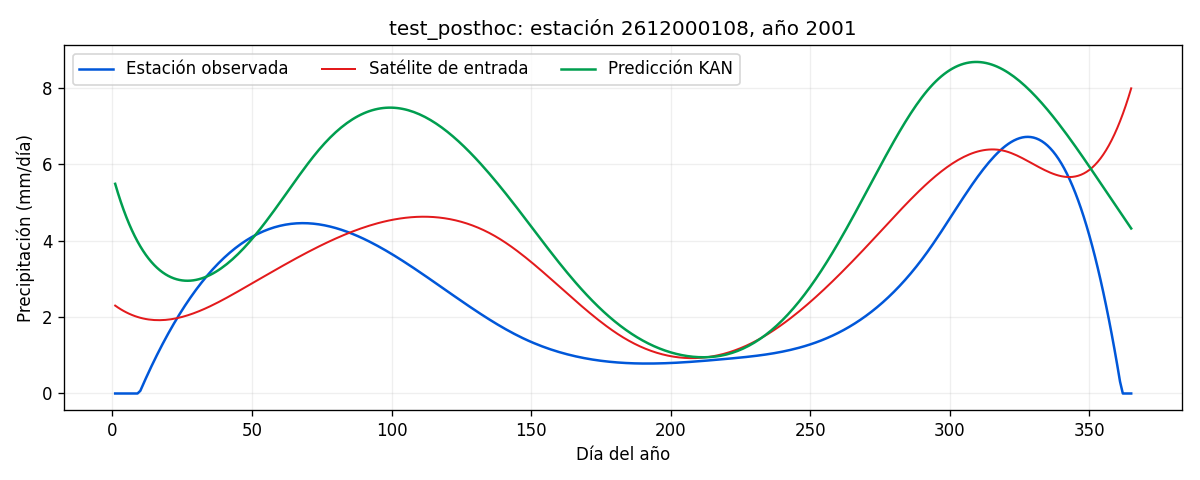 test_posthoc: estación 2612000108, año 2001
Estación observada
Satélite de entrada
Predicción KAN
Precipitación (mm/día)
8
6
4
2
0
0 50 100 150 200 250 300 350
Día del año